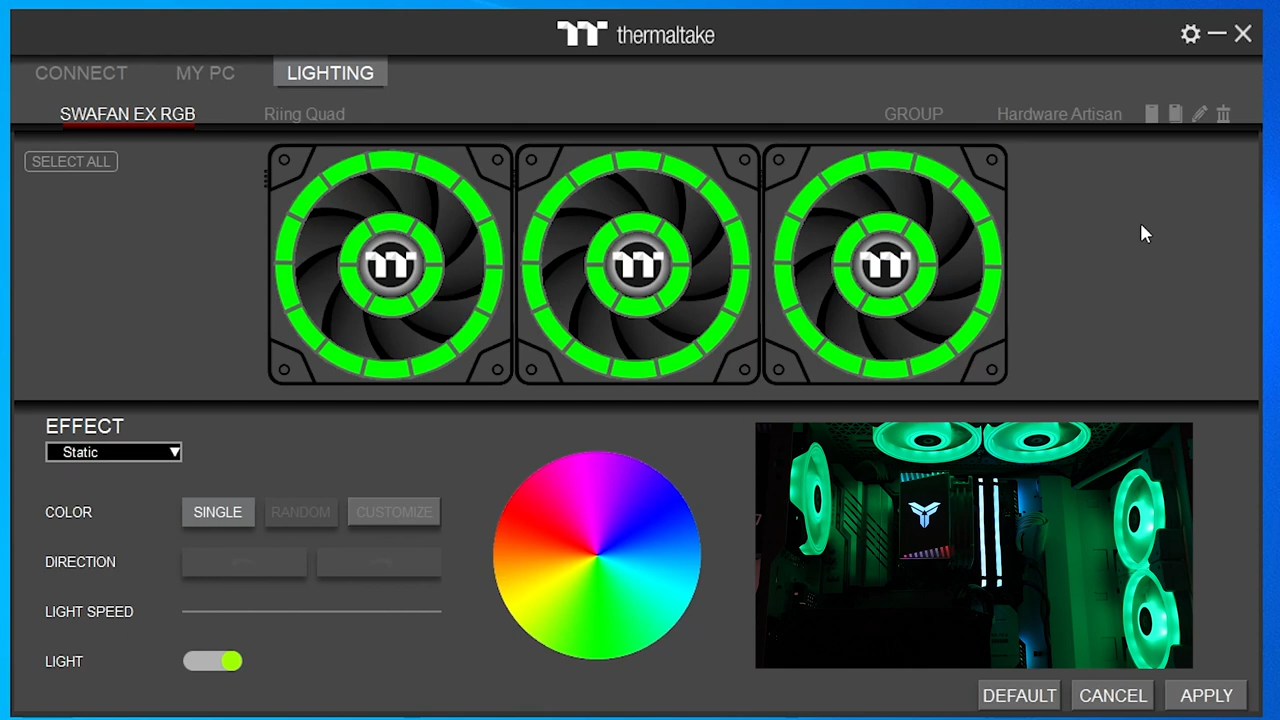 thermaltake
CONNECT MY PC LIGHTING
SWAFAN EX RGB Riing Quad GROUP Hardware Artisan
SELECT ALL
EFFECT
Static
COLOR SINGLE RANDOM CUSTOMIZE
DIRECTION
LIGHT SPEED
LIGHT
DEFAULT CANCEL APPLY